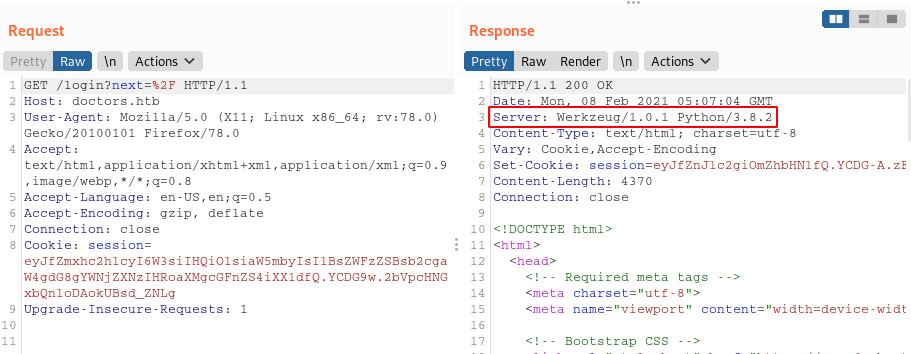 Request
Pretty Raw \n Actions
1 GET /login?next=%2F HTTP/1.1
2 Host: doctors.htb
3 User-Agent: Mozilla/5.0 (X11; Linux x86_64; rv:78.0)
Gecko/20100101 Firefox/78.0
4 Accept:
text/html,application/xhtml+xml,application/xml;q=0.9
,image/webp,*/*;q=0.8
5 Accept-Language: en-US,en;q=0.5
6 Accept-Encoding: gzip, deflate
7 Connection: close
8 Cookie: session=
eyJfZmxhc2hlcyI6W3siIHQiOlsiaW5mbyIsIlBsZWFzZSBsb2cga
W4gdG8gYWNjZXNzIHRoaXMgcGFnZS4iXX1dfQ.YCDG9w.2bVpcHNG
xbQnloDAokUBsd_ZNLg
9 Upgrade-Insecure-Requests: 1
10
11
Response
Pretty Raw Render \n Actions
1 HTTP/1.1 200 OK
2 Date: Mon, 08 Feb 2021 05:07:04 GMT
3 Server: Werkzeug/1.0.1 Python/3.8.2
4 Content-Type: text/html; charset=utf-8
5 Vary: Cookie,Accept-Encoding
6 Set-Cookie: session=eyJfZnJlc2giOmZhbHNlfQ.YCDG-A.zE
7 Content-Length: 4370
8 Connection: close
9
10 <!DOCTYPE html>
11 <html>
12 <head>
13 <!-- Required meta tags -->
14 <meta charset="utf-8">
15 <meta name="viewport" content="width=device-widt
16
17 <!-- Bootstrap CSS -->